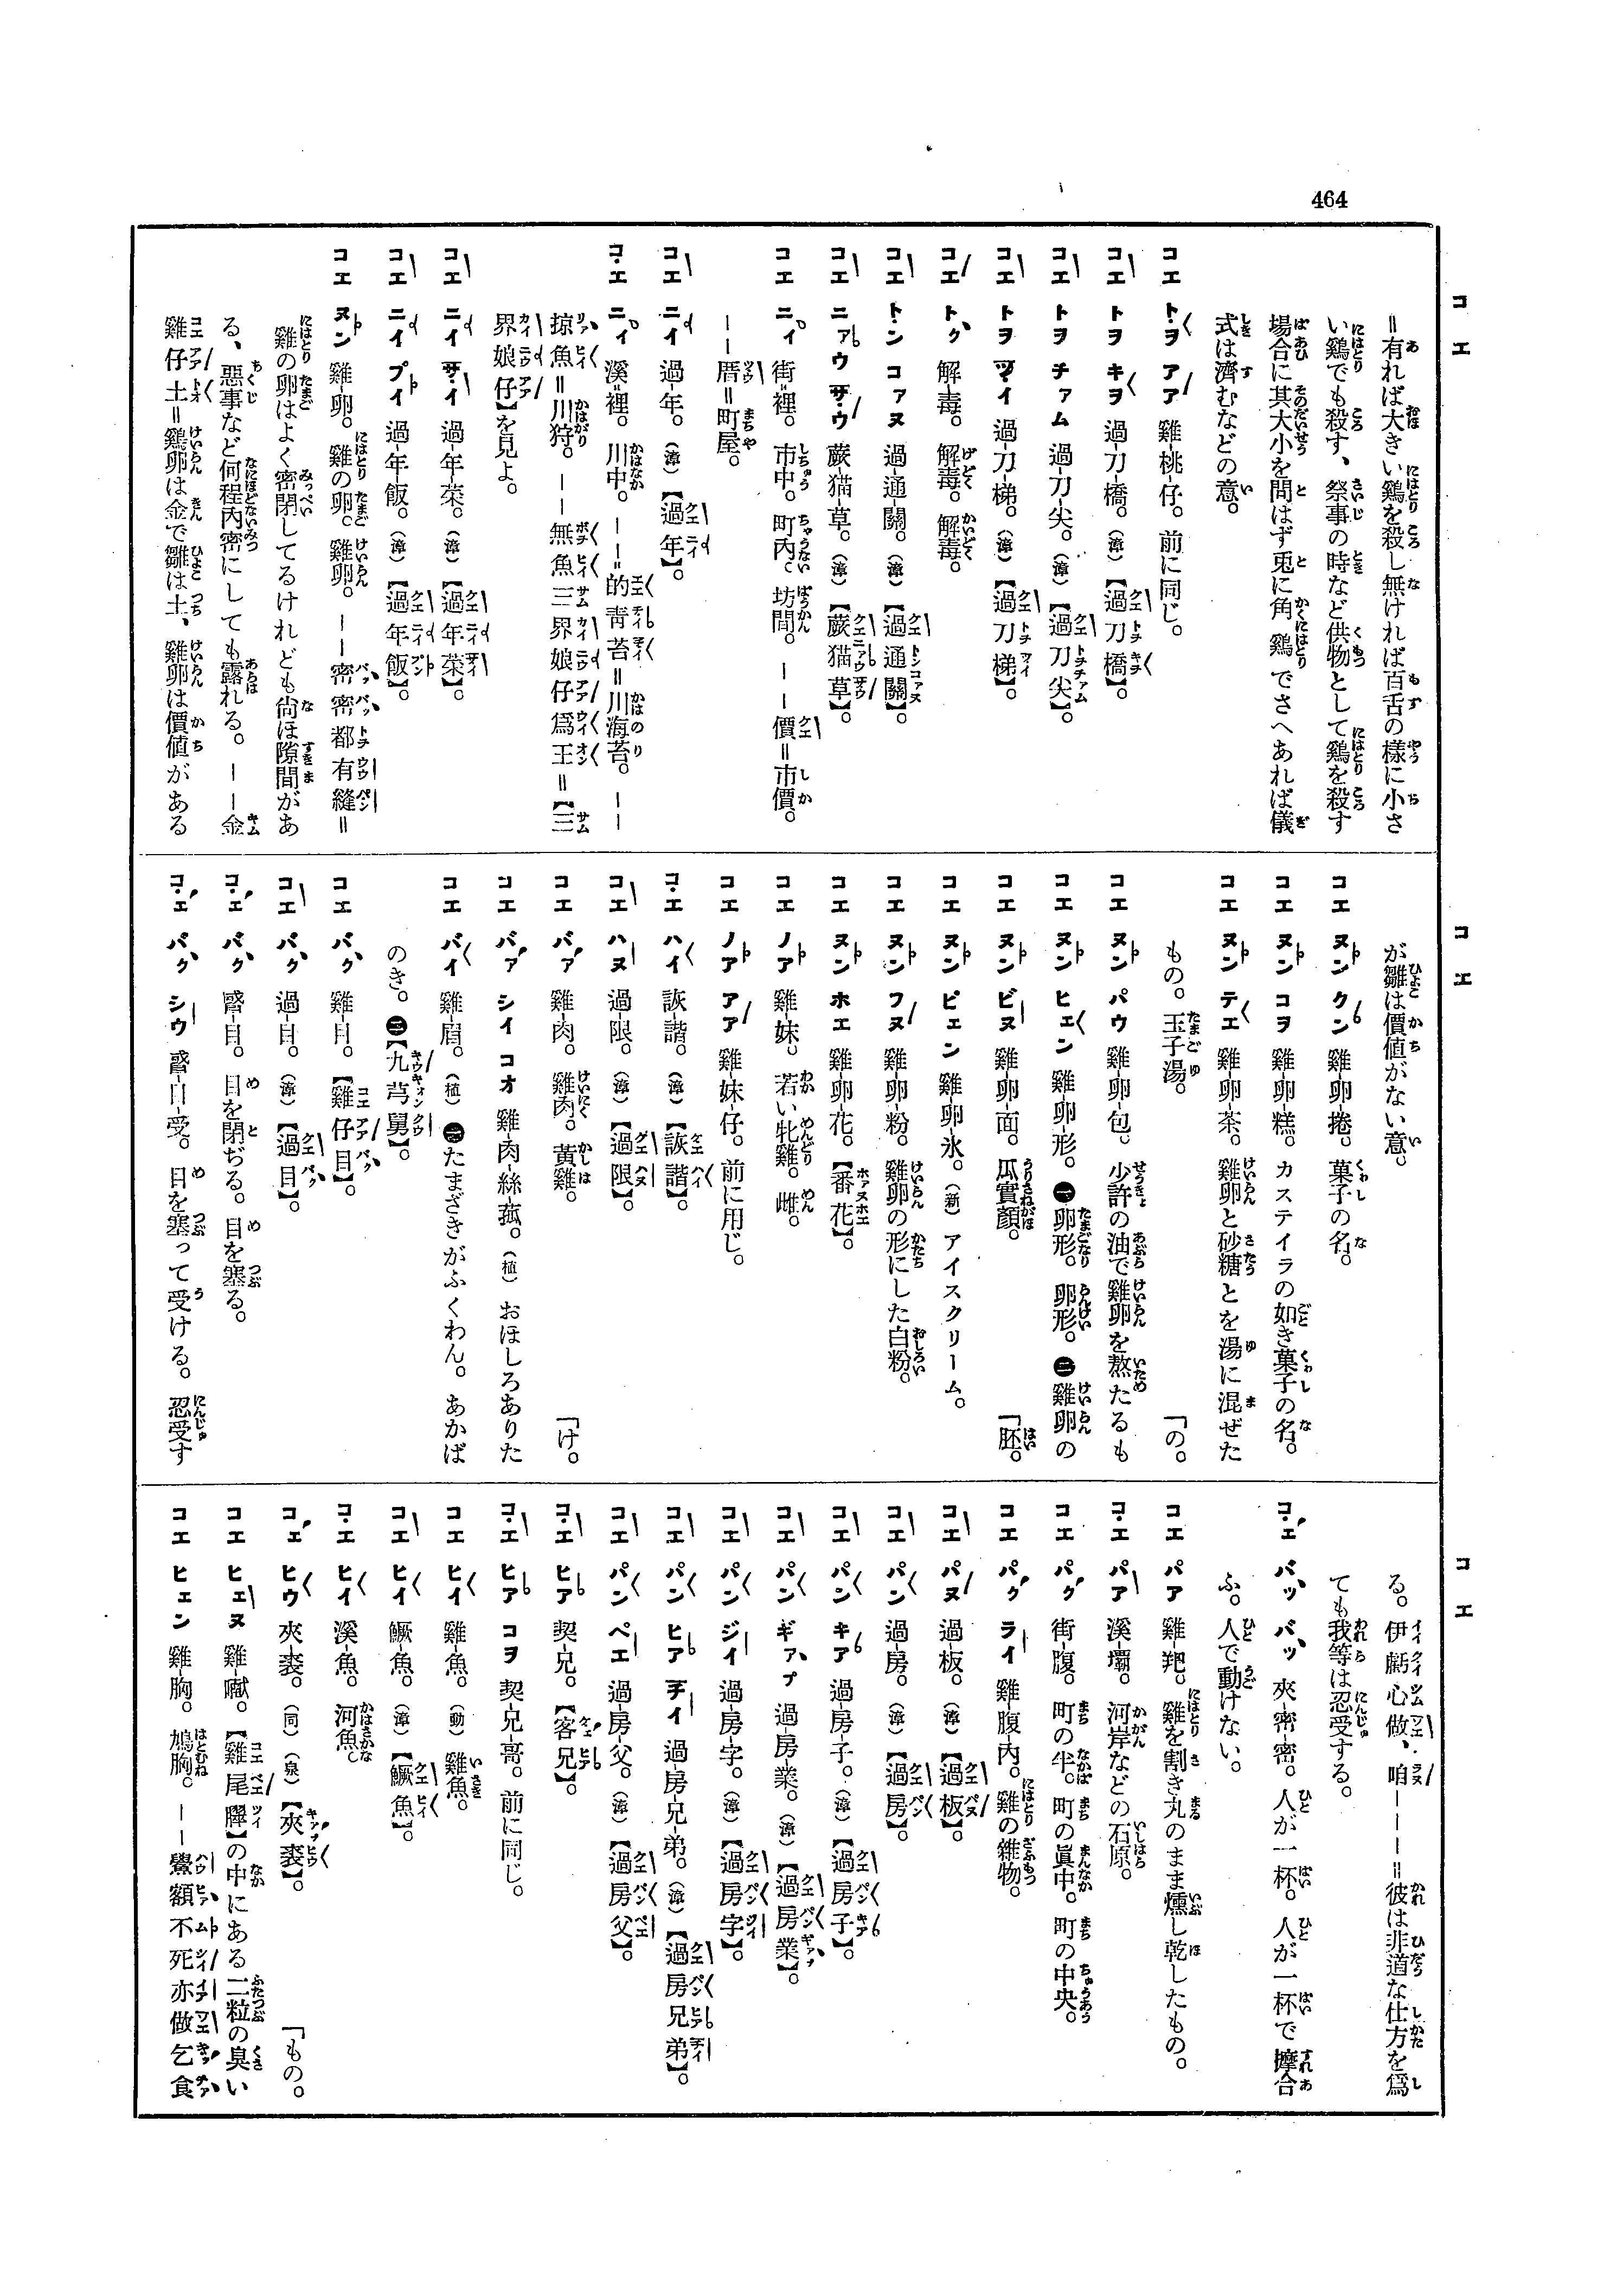 464
コエ
コエ
コエ
＝有れば大きい鷄を殺し無ければ百舌の樣に小さ
い鷄でも殺す、祭事の時など供物として鷄を殺す
場合に其大小を問はず兎に角鷄でさへあれば儀
式は濟むなどの意。
コエ トヲ アア 雞-桃-仔。前に同じ。
コエ トヲ キヲ 過-刀-橋。（漳）【過刀橋】。
コエ トヲ チァム 過-刀-尖。（漳）【過刀尖】。
コエ トヲ 過-刀-梯。（漳）【過刀梯】。
コエ トク 解-毒。解毒。解毒。
コエ トン コァヌ 過-通-關。（漳）【過通關】。
コエ ニァウ サウ 蕨-猫-草。（漳）【蕨猫草】。
コエ ニィ 街-裡。市中。町內。坊間。ーー價＝市價。
ーー厝＝町屋。
コエ ニイ 過-年。（漳）【過年】。
コエ ニィ 溪-裡。川中。ーー的靑苔＝川海苔。ーー
掠魚＝川狩。ーー無魚三界娘仔爲王＝【三
界娘仔】を見よ。
コエ ニイ サイ 過-年-菜。（漳）【過年菜】。
コエ ニイ プイ 過-年-飯。（漳）【過年飯】。
コエ ヌン 雞-卵。雞の卵。雞卵。ーー密密都有縫＝
雞の卵はよく密閉してるけれども尙ほ隙間があ
る、惡事など何程內密にしても露れる。ーー金
雞仔土＝鷄卵は金で雛は土、雞卵は價値がある
が雛は價値がない意。
コエ ヌン クン 雞-卵-捲。菓子の名。
コエ ヌン コヲ 雞-卵-糕。カステイラの如き菓子の名。
コエ ヌン テエ 雞-卵-茶。雞卵と砂糖とを湯に混ぜた
もの。玉子湯。 「の。
コエ ヌン パウ 雞-卵-包。少許の油で雞卵を熬たるも
コエ ヌン ヒェン 雞-卵-形。㊀卵形。卵形。㊁雞卵の
コエ ヌン ビヌ 雞-卵-面。瓜實顏。 「胚。
コエ ヌン ピェン 雞-卵-氷。（新）アイスクリーム。
コエ ヌン フヌ 雞-卵-粉。雞卵の形にした白粉。
コエ ヌン ホエ 雞-卵-花。【番花】。
コエ ノア 雞-妹。若い牝雞。雌。
コエ ノア アア 雞-妹-仔。前に用じ。
コエ ハイ 詼-諧。（漳）【詼諧】。
コエ ハヌ 過-限。（漳）【過限】。
コエ バァ 雞-肉。雞肉。黃雞。 「け。
コエ バァ シイ コオ 雞-肉-絲-菰。（植）おほしろありた
コエ バイ 雞-眉。（植）㊀たまざきがふくわん。あかば
のき。㊁【九芎舅】。
コエ バク 雞-目。【雞仔目】。
コエ バク 過-目。（漳）【過目】。
コエ バク 瞖-目。目を閉ぢる。目を塞る。
コエ バク シウ 瞖-目-受。目を塞って受ける。忍受す
る。伊虧心做、咱ーーー＝彼は非道な仕方を爲
ても我等は忍受する。
コエ バッ バッ 夾-密-密。人が一杯。人が一杯で摩合
ふ。人で動けない。
コエ パア 雞-羓。雞を割き丸のまま燻し乾したもの。
コエ パア 溪-壩。河岸などの石原。
コエ パク 街-腹。町の半。町の眞中。町の中央。
コエ パク ライ 雞-腹-內。雞の雜物。
コエ パヌ 過-板。（漳）【過板】。
コエ パン 過-房。（漳）【過房】。
コエ パン キア 過-房-子。（漳）【過房子】。
コエ パン ギァプ 過-房-業。（漳）【過房業】。
コエ パン ジイ 過-房-字。（漳）【過房字】。
コエ パン ヒア チイ 過-房-兄-弟。（漳）【過房兄弟】。
コエ パン ペエ 過-房-父。（漳）【過房父】。
コエ ヒア 契-兄。【客兄】。
コエ ヒア コヲ 契-兄-哥。前に同じ。
コエ ヒイ 雞-魚。（動）雞魚。
コエ ヒイ 鱖-魚。（漳）【鱖魚】。
コエ ヒイ 溪-魚。河魚。
コエ ヒウ 夾-裘。（同）（泉）【夾裘】。 「もの。
コエ ヒェヌ 雞-羶。【雞尾脽】の中にある二粒の臭い
コエ ヒェン 雞-胸。鳩胸。ーー鱟額不死亦做乞食